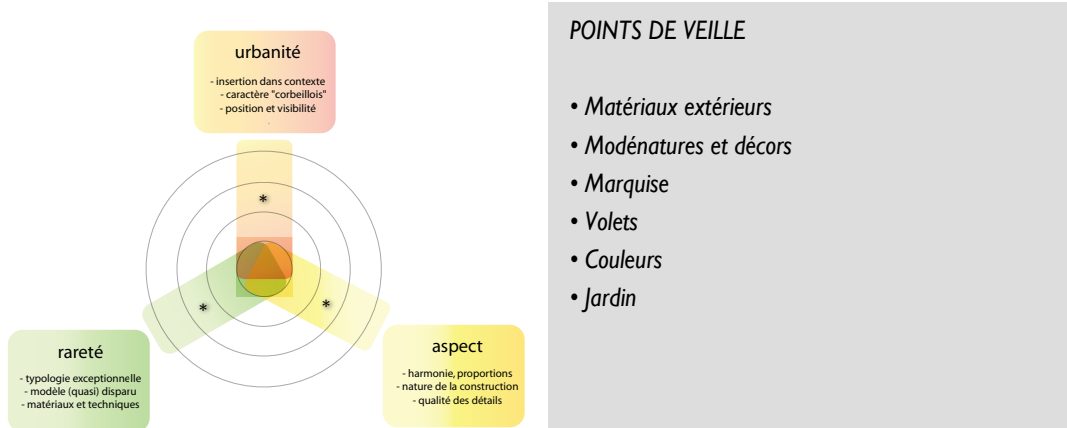 urbanité
- insertion dans contexte
- caractère "corbeillois"
- position et visibilité
*
*
*
rareté
- typologie exceptionnelle
- modèle (quasi) disparu
- matériaux et techniques
aspect
- harmonie, proportions
- nature de la construction
- qualité des détails
POINTS DE VEILLE
• Matériaux extérieurs
• Modénatures et décors
• Marquise
• Volets
• Couleurs
• Jardin